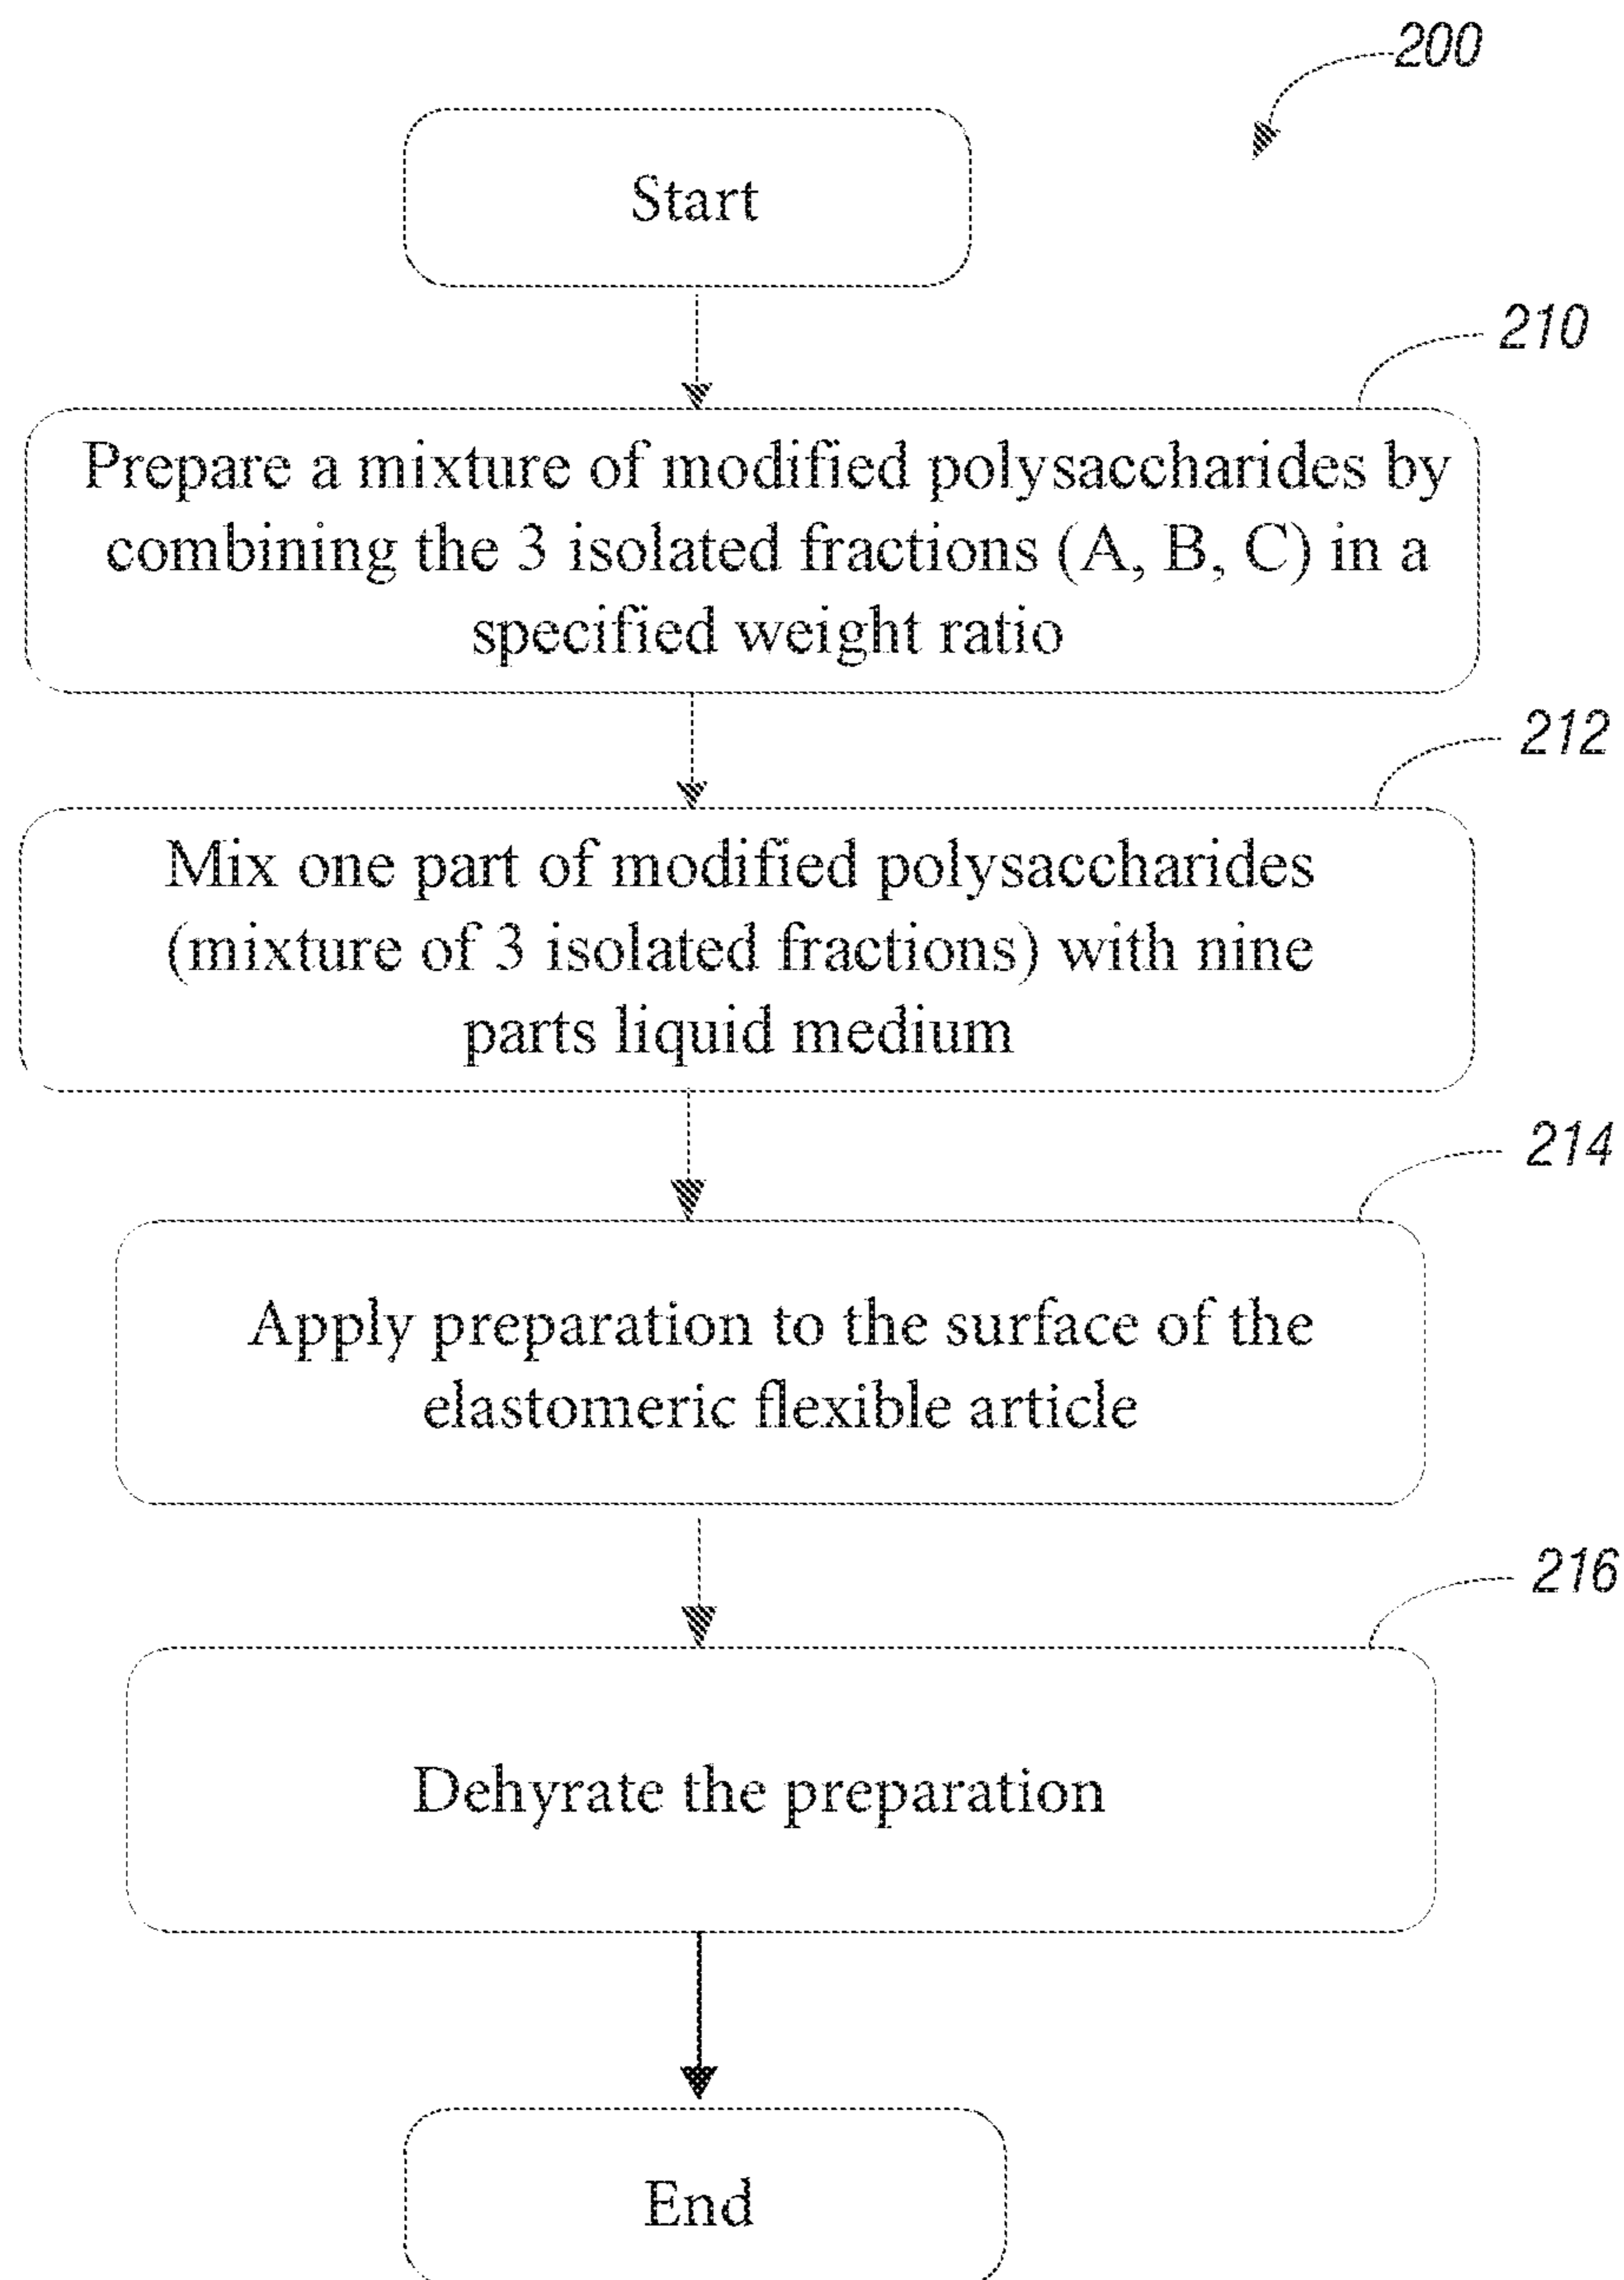 200
Start
210
Prepare a mixture of modified polysaccharides by
combining the 3 isolated fractions (A, B, C) in a
specified weight ratio
212
Mix one part of modified polysaccharides
(mixture of 3 isolated fractions) with nine
parts liquid medium
214
Apply preparation to the surface of the
elastomeric flexible article
216
Dehyrate the preparation
End